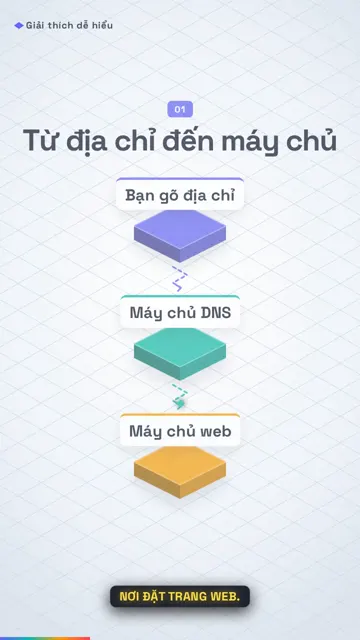 Giải thích dễ hiểu
01
Từ địa chỉ đến máy chủ
Bạn gõ địa chỉ
Máy chủ DNS
Máy chủ web
NƠI ĐẶT TRANG WEB.